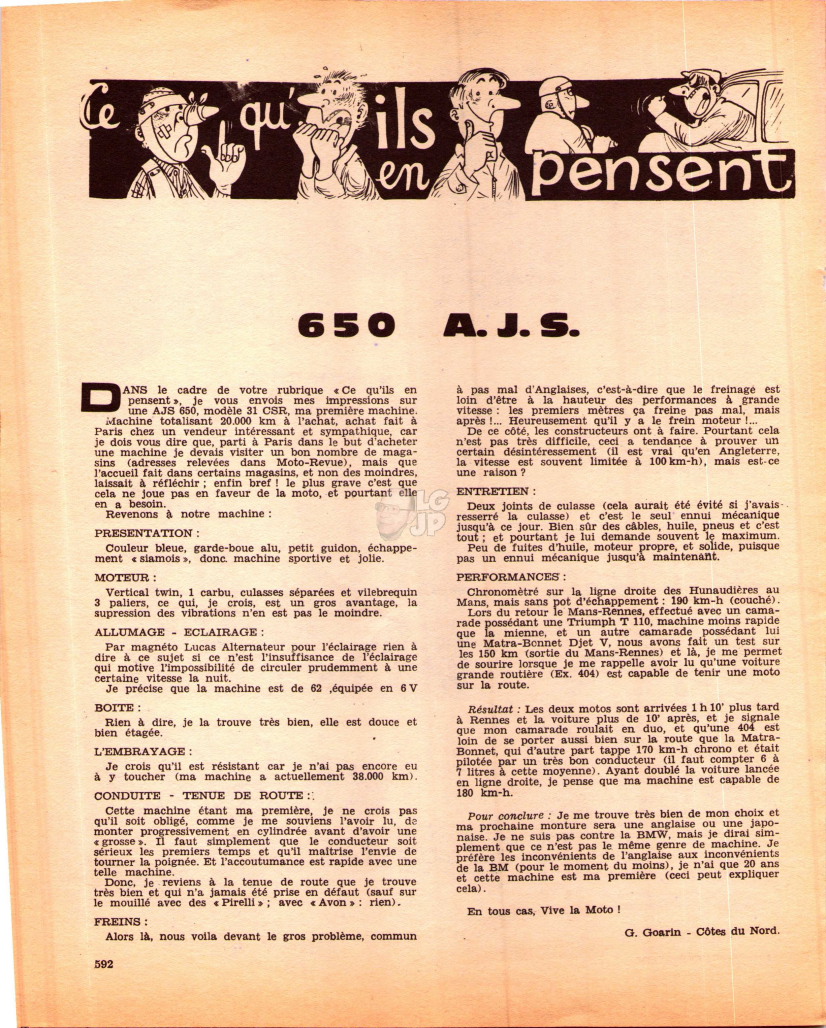 Ce qu'ils en pensent
650 A.J.S.
DANS le cadre de votre rubrique « Ce qu'ils en
pensent », je vous envois mes impressions sur
une AJS 650, modèle 31 CSR, ma première machine.
Machine totalisant 20.000 km à l'achat, achat fait à
Paris chez un vendeur intéressant et sympathique, car
je dois vous dire que, parti à Paris dans le but d'acheter
une machine je devais visiter un bon nombre de maga-
sins (adresses relevées dans Moto-Revue), mais que
l'accueil fait dans certains magasins, et non des moindres,
laissait à réfléchir ; enfin bref ! le plus grave c'est que
cela ne joue pas en faveur de la moto, et pourtant elle
en a besoin.
Revenons à notre machine :
PRESENTATION :
Couleur bleue, garde-boue alu, petit guidon, échappe-
ment « siamois », donc machine sportive et jolie.
MOTEUR :
Vertical twin, 1 carbu, culasses séparées et vilebrequin
3 paliers, ce qui, je crois, est un gros avantage, la
supression des vibrations n'en est pas le moindre.
ALLUMAGE - ECLAIRAGE :
Par magnéto Lucas Alternateur pour l'éclairage rien à
dire à ce sujet si ce n'est l'insuffisance de l'éclairage
qui motive l'impossibilité de circuler prudemment à une
certaine vitesse la nuit.
Je précise que la machine est de 62 ,équipée en 6 V
BOITE :
Rien à dire, je la trouve très bien, elle est douce et
bien étagée.
L'EMBRAYAGE :
Je crois qu'il est résistant car je n'ai pas encore eu
à y toucher (ma machine a actuellement 38.000 km).
CONDUITE - TENUE DE ROUTE :
Cette machine étant ma première, je ne crois pas
qu'il soit obligé, comme je me souviens l'avoir lu, de
monter progressivement en cylindrée avant d'avoir une
« grosse ». Il faut simplement que le conducteur soit
sérieux les premiers temps et qu'il maîtrise l'envie de
tourner la poignée. Et l'accoutumance est rapide avec une
telle machine.
Donc, je reviens à la tenue de route que je trouve
très bien et qui n'a jamais été prise en défaut (sauf sur
le mouillé avec des « Pirelli » ; avec « Avon » : rien).
FREINS :
Alors là, nous voila devant le gros problème, commun
592
à pas mal d'Anglaises, c'est-à-dire que le freinage est
loin d'être à la hauteur des performances à grande
vitesse : les premiers mètres ça freine pas mal, mais
après !... Heureusement qu'il y a le frein moteur !...
De ce côté, les constructeurs ont à faire. Pourtant cela
n'est pas très difficile, ceci a tendance à prouver un
certain désintéressement (il est vrai qu'en Angleterre,
la vitesse est souvent limitée à 100 km-h), mais est-ce
une raison ?
ENTRETIEN :
Deux joints de culasse (cela aurait été évité si j'avais
resserré la culasse) et c'est le seul ennui mécanique
jusqu'à ce jour. Bien sûr des câbles, huile, pneus et c'est
tout ; et pourtant je lui demande souvent le maximum.
Peu de fuites d'huile, moteur propre, et solide, puisque
pas un ennui mécanique jusqu'à maintenant.
PERFORMANCES :
Chronomètré sur la ligne droite des Hunaudières au
Mans, mais sans pot d'échappement : 190 km-h (couché).
Lors du retour le Mans-Rennes, effectué avec un cama-
rade possédant une Triumph T 110, machine moins rapide
que la mienne, et un autre camarade possédant lui
une Matra-Bonnet Djet V, nous avons fait un test sur
les 150 km (sortie du Mans-Rennes) et là, je me permet
de sourire lorsque je me rappelle avoir lu qu'une voiture
grande routière (Ex. 404) est capable de tenir une moto
sur la route.
Résultat : Les deux motos sont arrivées 1 h 10' plus tard
à Rennes et la voiture plus de 10' après, et je signale
que mon camarade roulait en duo, et qu'une 404 est
loin de se porter aussi bien sur la route que la Matra-
Bonnet, qui d'autre part tappe 170 km-h chrono et était
pilotée par un très bon conducteur (il faut compter 6 à
7 litres à cette moyenne). Ayant doublé la voiture lancée
en ligne droite, je pense que ma machine est capable de
180 km-h.
Pour conclure : Je me trouve très bien de mon choix et
ma prochaine monture sera une anglaise ou une japo-
naise. Je ne suis pas contre la BMW, mais je dirai sim-
plement que ce n'est pas le même genre de machine. Je
préfère les inconvénients de l'anglaise aux inconvénients
de la BM (pour le moment du moins), je n'ai que 20 ans
et cette machine est ma première (ceci peut expliquer
cela).
En tous cas, Vive la Moto !
G. Goarin - Côtes du Nord.
LG
JP